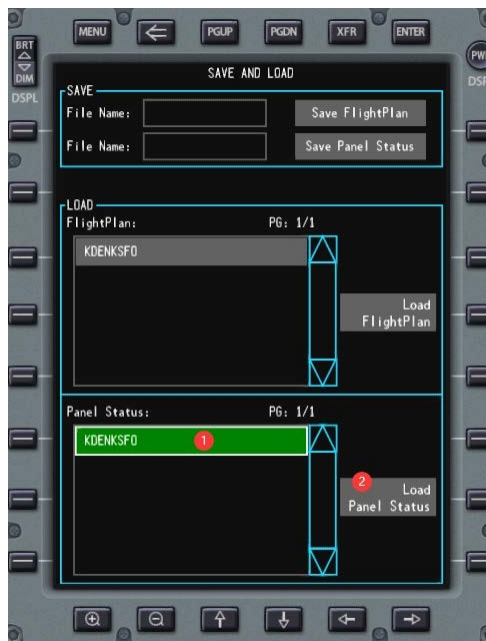 MENU PGUP PGDN XFR ENTER
BRT
DIM
DSPL
SAVE AND LOAD
SAVE
File Name: Save FlightPlan
File Name: Save Panel Status
LOAD
FlightPlan: PG: 1/1
KDENKSFO
Load
FlightPlan
Panel Status: PG: 1/1
KDENKSFO 1
2
Load
Panel Status